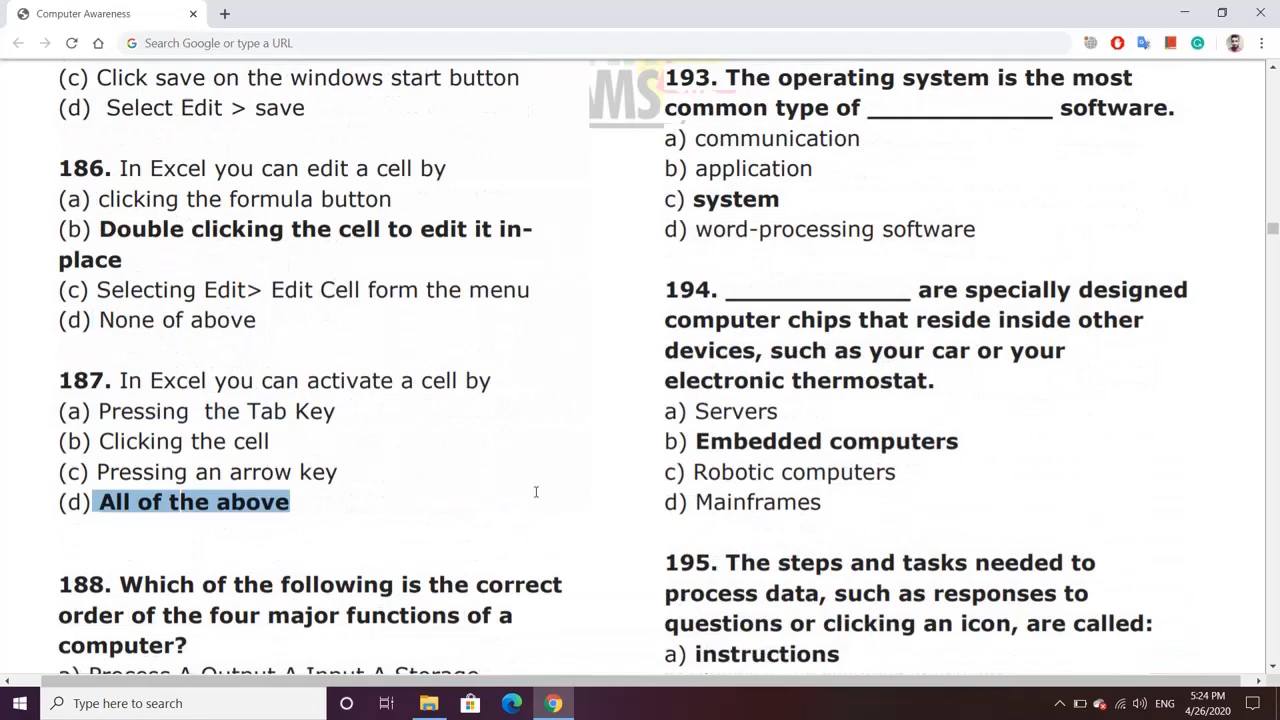 Computer Awareness
Search Google or type a URL
(c) Click save on the windows start button
(d) Select Edit > save
186. In Excel you can edit a cell by
(a) clicking the formula button
(b) Double clicking the cell to edit it in-
place
(c) Selecting Edit> Edit Cell form the menu
(d) None of above
187. In Excel you can activate a cell by
(a) Pressing the Tab Key
(b) Clicking the cell
(c) Pressing an arrow key
(d) All of the above
188. Which of the following is the correct
order of the four major functions of a
computer?
a) Process A Output A Input A Storage
MS
193. The operating system is the most
common type of ______________ software.
a) communication
b) application
c) system
d) word-processing software
194. ______________ are specially designed
computer chips that reside inside other
devices, such as your car or your
electronic thermostat.
a) Servers
b) Embedded computers
c) Robotic computers
d) Mainframes
195. The steps and tasks needed to
process data, such as responses to
questions or clicking an icon, are called:
a) instructions
Type here to search
ENG
5:24 PM
4/26/2020